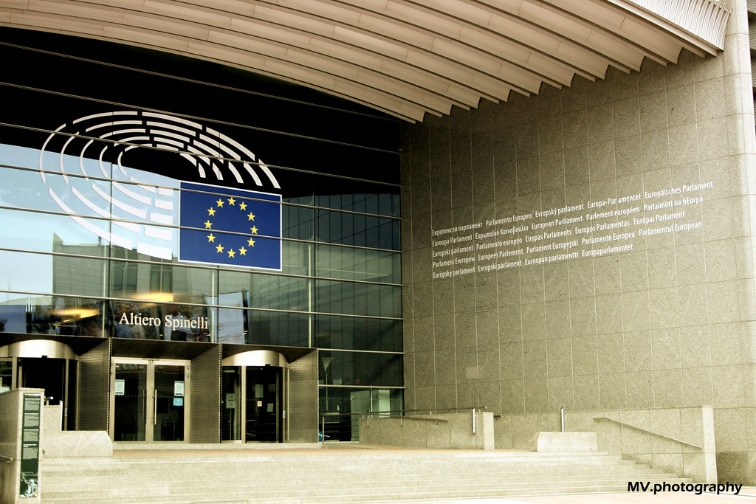 Altiero Spinelli
Европейски парламент Parlamento Europeo Evropský parlament Europa-Parlamentet Europäisches Parlament
Euroopa Parlament Ευρωπαϊκό Κοινοβούλιο European Parliament Parlement européen Parlaimint na hEorpa
Europski parlament Parlamento europeo Eiropas Parlaments Europos Parlamentas Európai Parlament
Parlament Ewropew Europees Parlement Parlament Europejski Parlamento Europeu Parlamentul European
Európsky parlament Evropski parlament Euroopan parlamentti Europaparlamentet
MV.photography